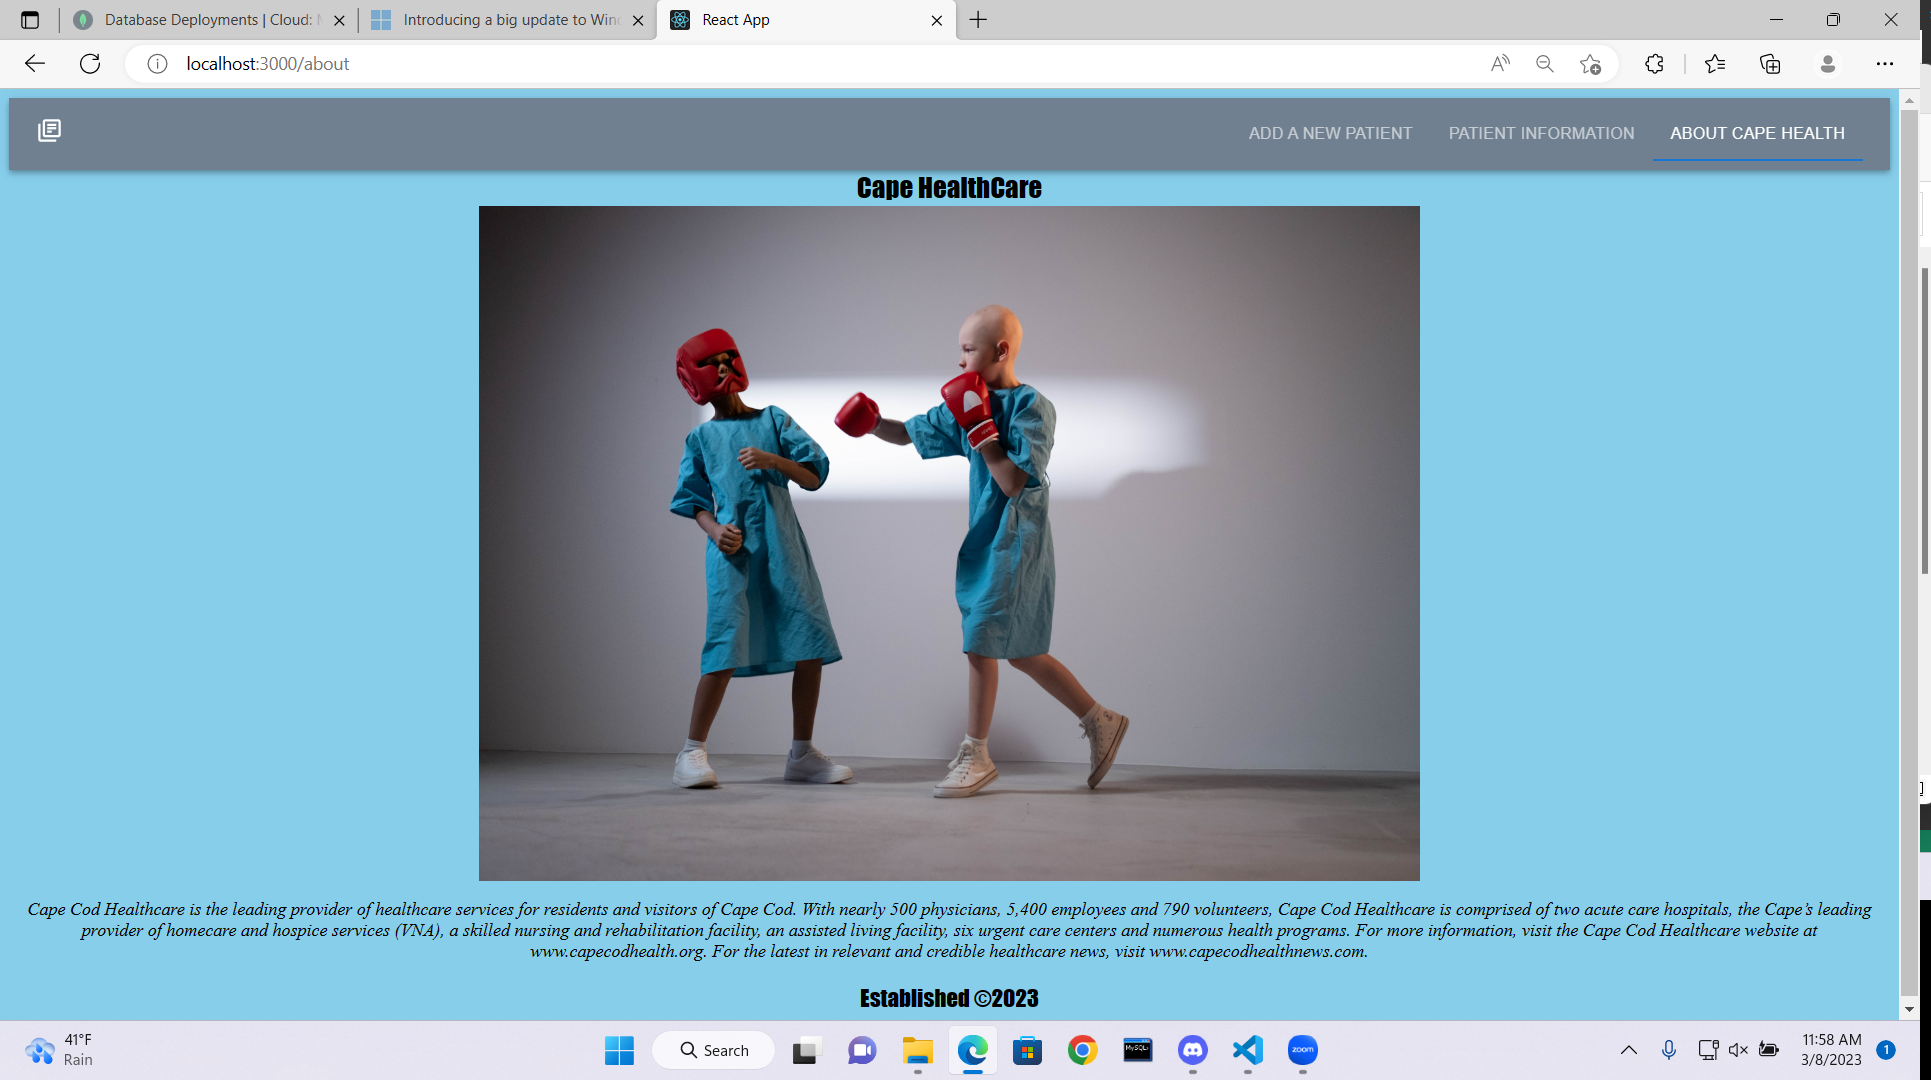 Database Deployments | Cloud:
Introducing a big update to Win
React App
localhost:3000/about
ADD A NEW PATIENT
PATIENT INFORMATION
ABOUT CAPE HEALTH
Cape HealthCare
Cape Cod Healthcare is the leading provider of healthcare services for residents and visitors of Cape Cod. With nearly 500 physicians, 5,400 employees and 790 volunteers, Cape Cod Healthcare is comprised of two acute care hospitals, the Cape’s leading
provider of homecare and hospice services (VNA), a skilled nursing and rehabilitation facility, an assisted living facility, six urgent care centers and numerous health programs. For more information, visit the Cape Cod Healthcare website at
www.capecodhealth.org. For the latest in relevant and credible healthcare news, visit www.capecodhealthnews.com.
Established ©2023
41°F
Rain
Search
MySQL
zoom
11:58 AM
3/8/2023
1